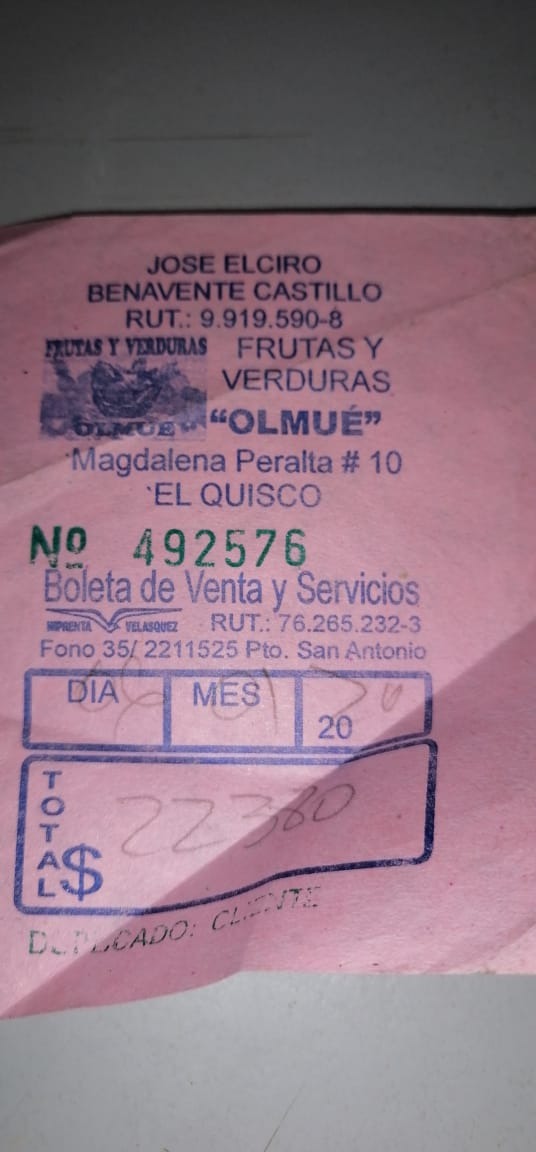 JOSE ELCIRO
BENAVENTE CASTILLO
RUT.: 9.919.590-8
FRUTAS Y VERDURAS
OLMUE
FRUTAS Y
VERDURAS
“OLMUÉ”
Magdalena Peralta # 10
EL QUISCO
Nº 492576
Boleta de Venta y Servicios
IMPRENTA VELASQUEZ RUT.: 76.265.232-3
Fono 35/ 2211525 Pto. San Antonio
DIA MES 01 20
TOTAL $ 22380
DUPLICADO: CLIENTE